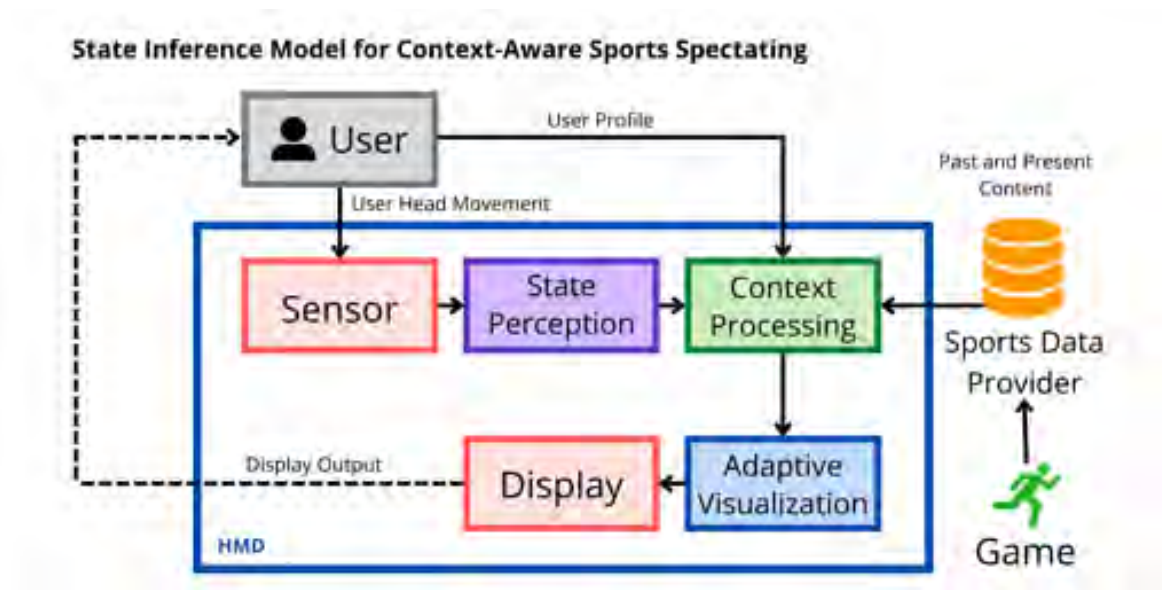 State Inference Model for Context-Aware Sports Spectating
User
User Profile
Past and Present
Content
User Head Movement
Sensor
State
Perception
Context
Processing
Sports Data
Provider
Display Output
Display
Adaptive
Visualization
HMD
Game